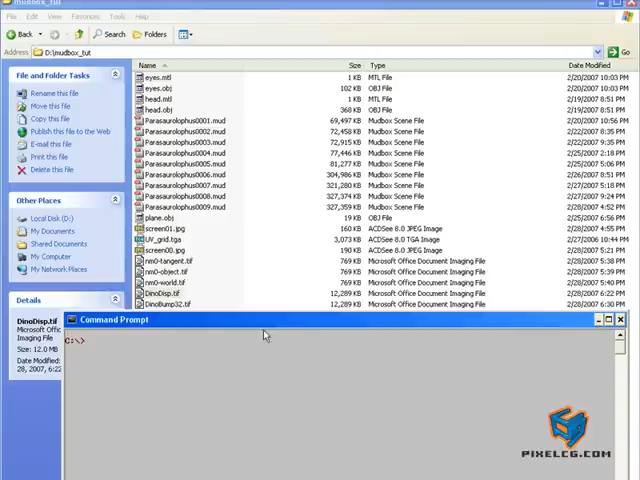 mudbox_tut
File Edit View Favorites Tools Help
Back Search Folders
Address D:\mudbox_tut Go
Name Size Type Date Modified
File and Folder Tasks
Rename this file
Move this file
Copy this file
Publish this file to the Web
E-mail this file
Print this file
Delete this file
Other Places
Local Disk (D:)
My Documents
Shared Documents
My Computer
My Network Places
Details
DinoDisp.tif
Microsoft Office Document
Imaging File
Size: 12.0 MB
eyes.mtl 1 KB MTL File 2/20/2007 10:03 PM
eyes.obj 102 KB OBJ File 2/20/2007 10:03 PM
head.mtl 1 KB MTL File 2/19/2007 8:51 PM
head.obj 368 KB OBJ File 2/19/2007 8:51 PM
Parasaurolophus0001.mud 69,497 KB Mudbox Scene File 2/20/2007 10:56 PM
Parasaurolophus0002.mud 72,458 KB Mudbox Scene File 2/22/2007 8:35 PM
Parasaurolophus0003.mud 72,915 KB Mudbox Scene File 2/22/2007 9:13 PM
Parasaurolophus0004.mud 77,446 KB Mudbox Scene File 2/25/2007 2:18 PM
Parasaurolophus0005.mud 81,277 KB Mudbox Scene File 2/25/2007 5:06 PM
Parasaurolophus0006.mud 304,986 KB Mudbox Scene File 2/26/2007 8:51 PM
Parasaurolophus0007.mud 321,280 KB Mudbox Scene File 2/27/2007 5:18 PM
Parasaurolophus0008.mud 327,374 KB Mudbox Scene File 2/28/2007 9:24 PM
Parasaurolophus0009.mud 327,359 KB Mudbox Scene File 2/28/2007 4:52 PM
plane.obj 19 KB OBJ File 2/28/2007 6:17 PM
screen01.jpg 160 KB ACDSee 8.0 JPEG Image 2/25/2007 2:57 PM
UV_grid.tga 3,073 KB ACDSee 8.0 TGA Image 2/27/2006 10:44 PM
screen00.jpg 190 KB ACDSee 8.0 JPEG Image 2/28/2007 5:21 PM
nm0-tangent.tif 769 KB Microsoft Office Document Imaging File 2/28/2007 5:38 PM
nm0-object.tif 769 KB Microsoft Office Document Imaging File 2/28/2007 5:42 PM
nm0-world.tif 769 KB Microsoft Office Document Imaging File 2/28/2007 5:40 PM
DinoDisp.tif 12,289 KB Microsoft Office Document Imaging File 2/28/2007 6:22 PM
DinoBump32.tif 12,289 KB Microsoft Office Document Imaging File 2/28/2007 6:30 PM
Command Prompt
C:\>
PIXELCG.COM